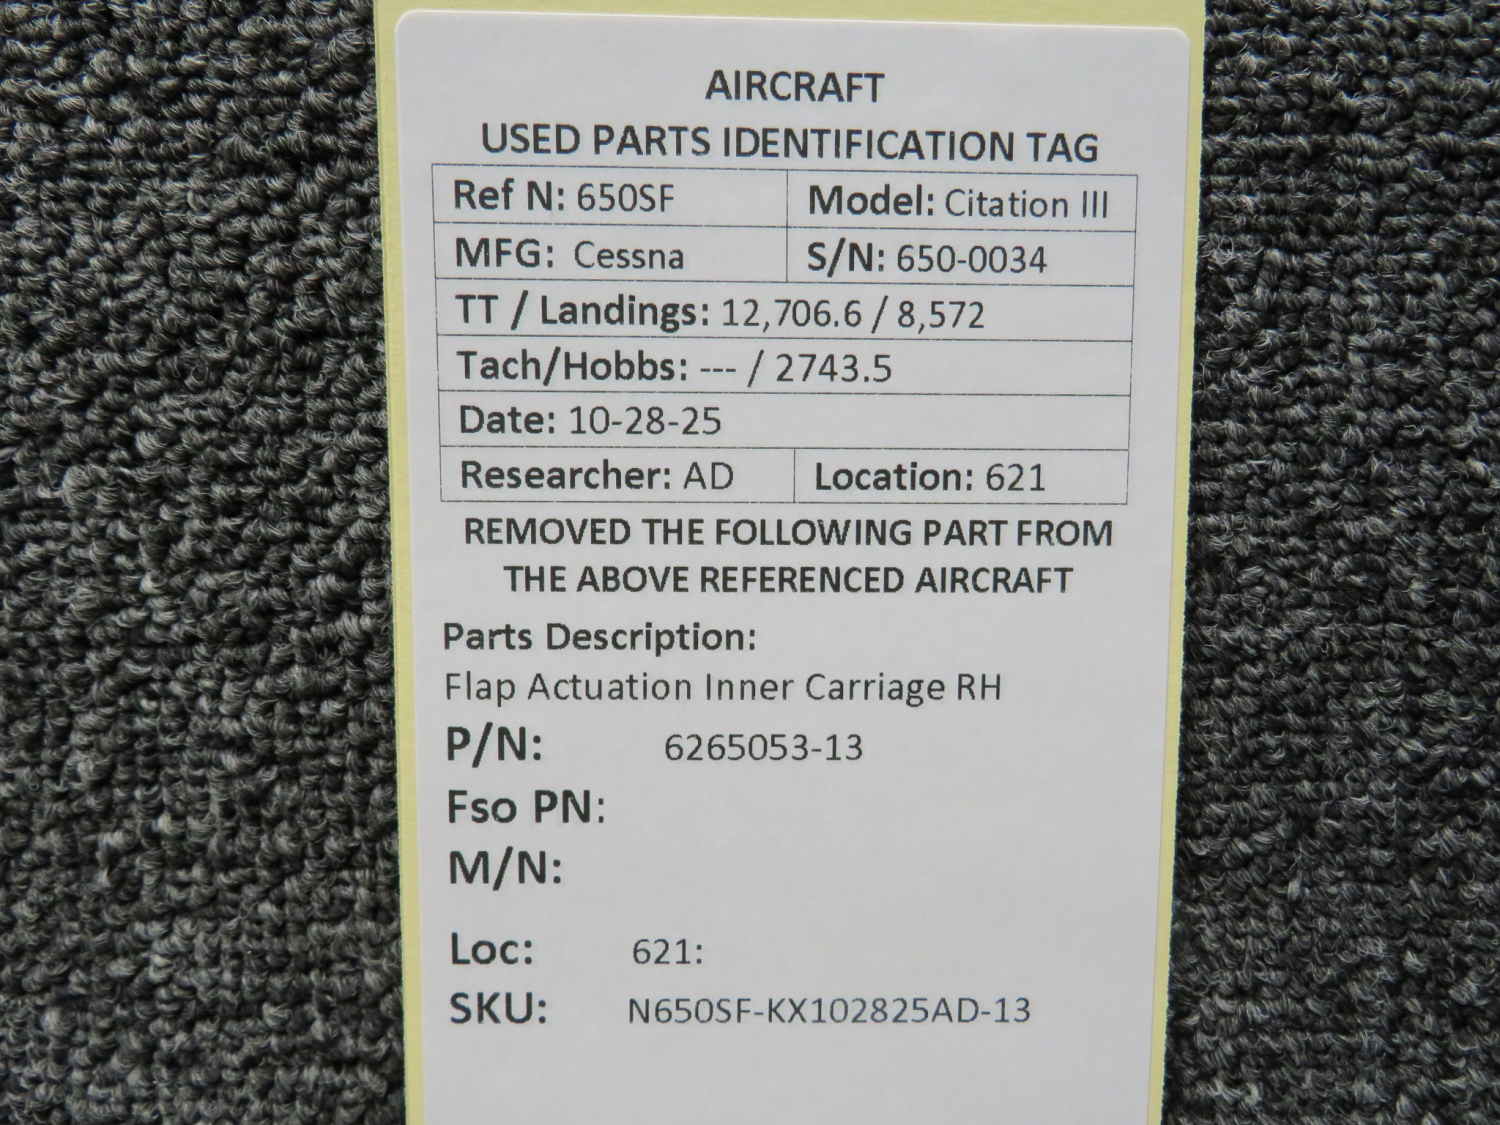 AIRCRAFT
USED PARTS IDENTIFICATION TAG
Ref N: 650SF Model: Citation III
MFG: Cessna S/N: 650-0034
TT / Landings: 12,706.6 / 8,572
Tach/Hobbs: --- / 2743.5
Date: 10-28-25
Researcher: AD Location: 621
REMOVED THE FOLLOWING PART FROM
THE ABOVE REFERENCED AIRCRAFT
Parts Description:
Flap Actuation Inner Carriage RH
P/N: 6265053-13
Fso PN:
M/N:
Loc: 621:
SKU: N650SF-KX102825AD-13